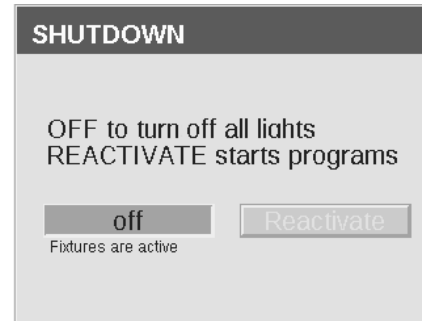 SHUTDOWN
OFF to turn off all lights
REACTIVATE starts programs
off
Reactivate
Fixtures are active